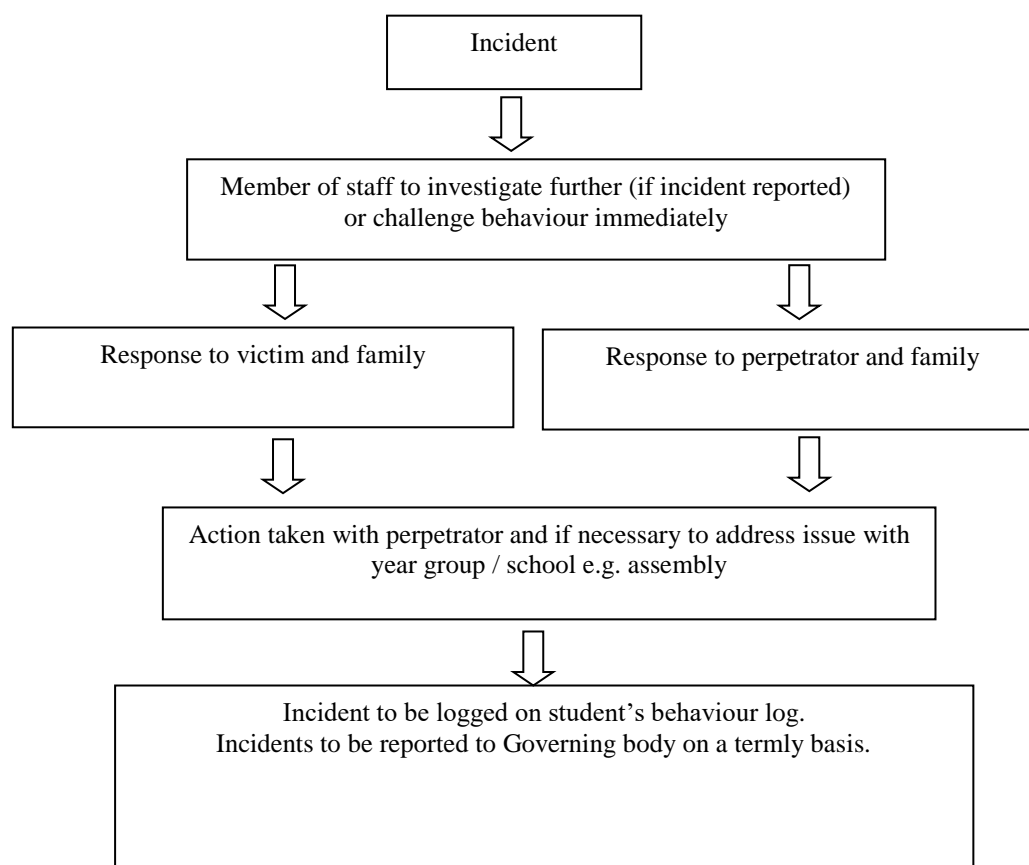 Incident
Member of staff to investigate further (if incident reported)
or challenge behaviour immediately
Response to victim and family
Response to perpetrator and family
Action taken with perpetrator and if necessary to address issue with
year group / school e.g. assembly
Incident to be logged on student’s behaviour log.
Incidents to be reported to Governing body on a termly basis.